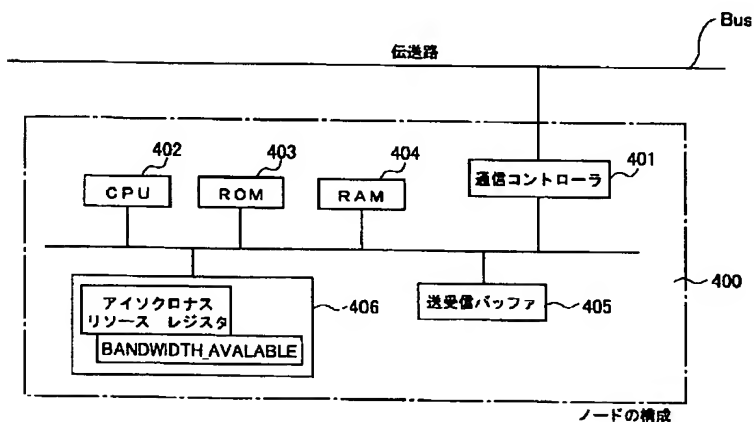 Bus
伝送路
402
403
404
401
CPU
ROM
RAM
通信コントローラ
400
アイソクロナス
リソース レジスタ
BANDWIDTH_AVALABLE
406
送受信バッファ
405
ノードの構成